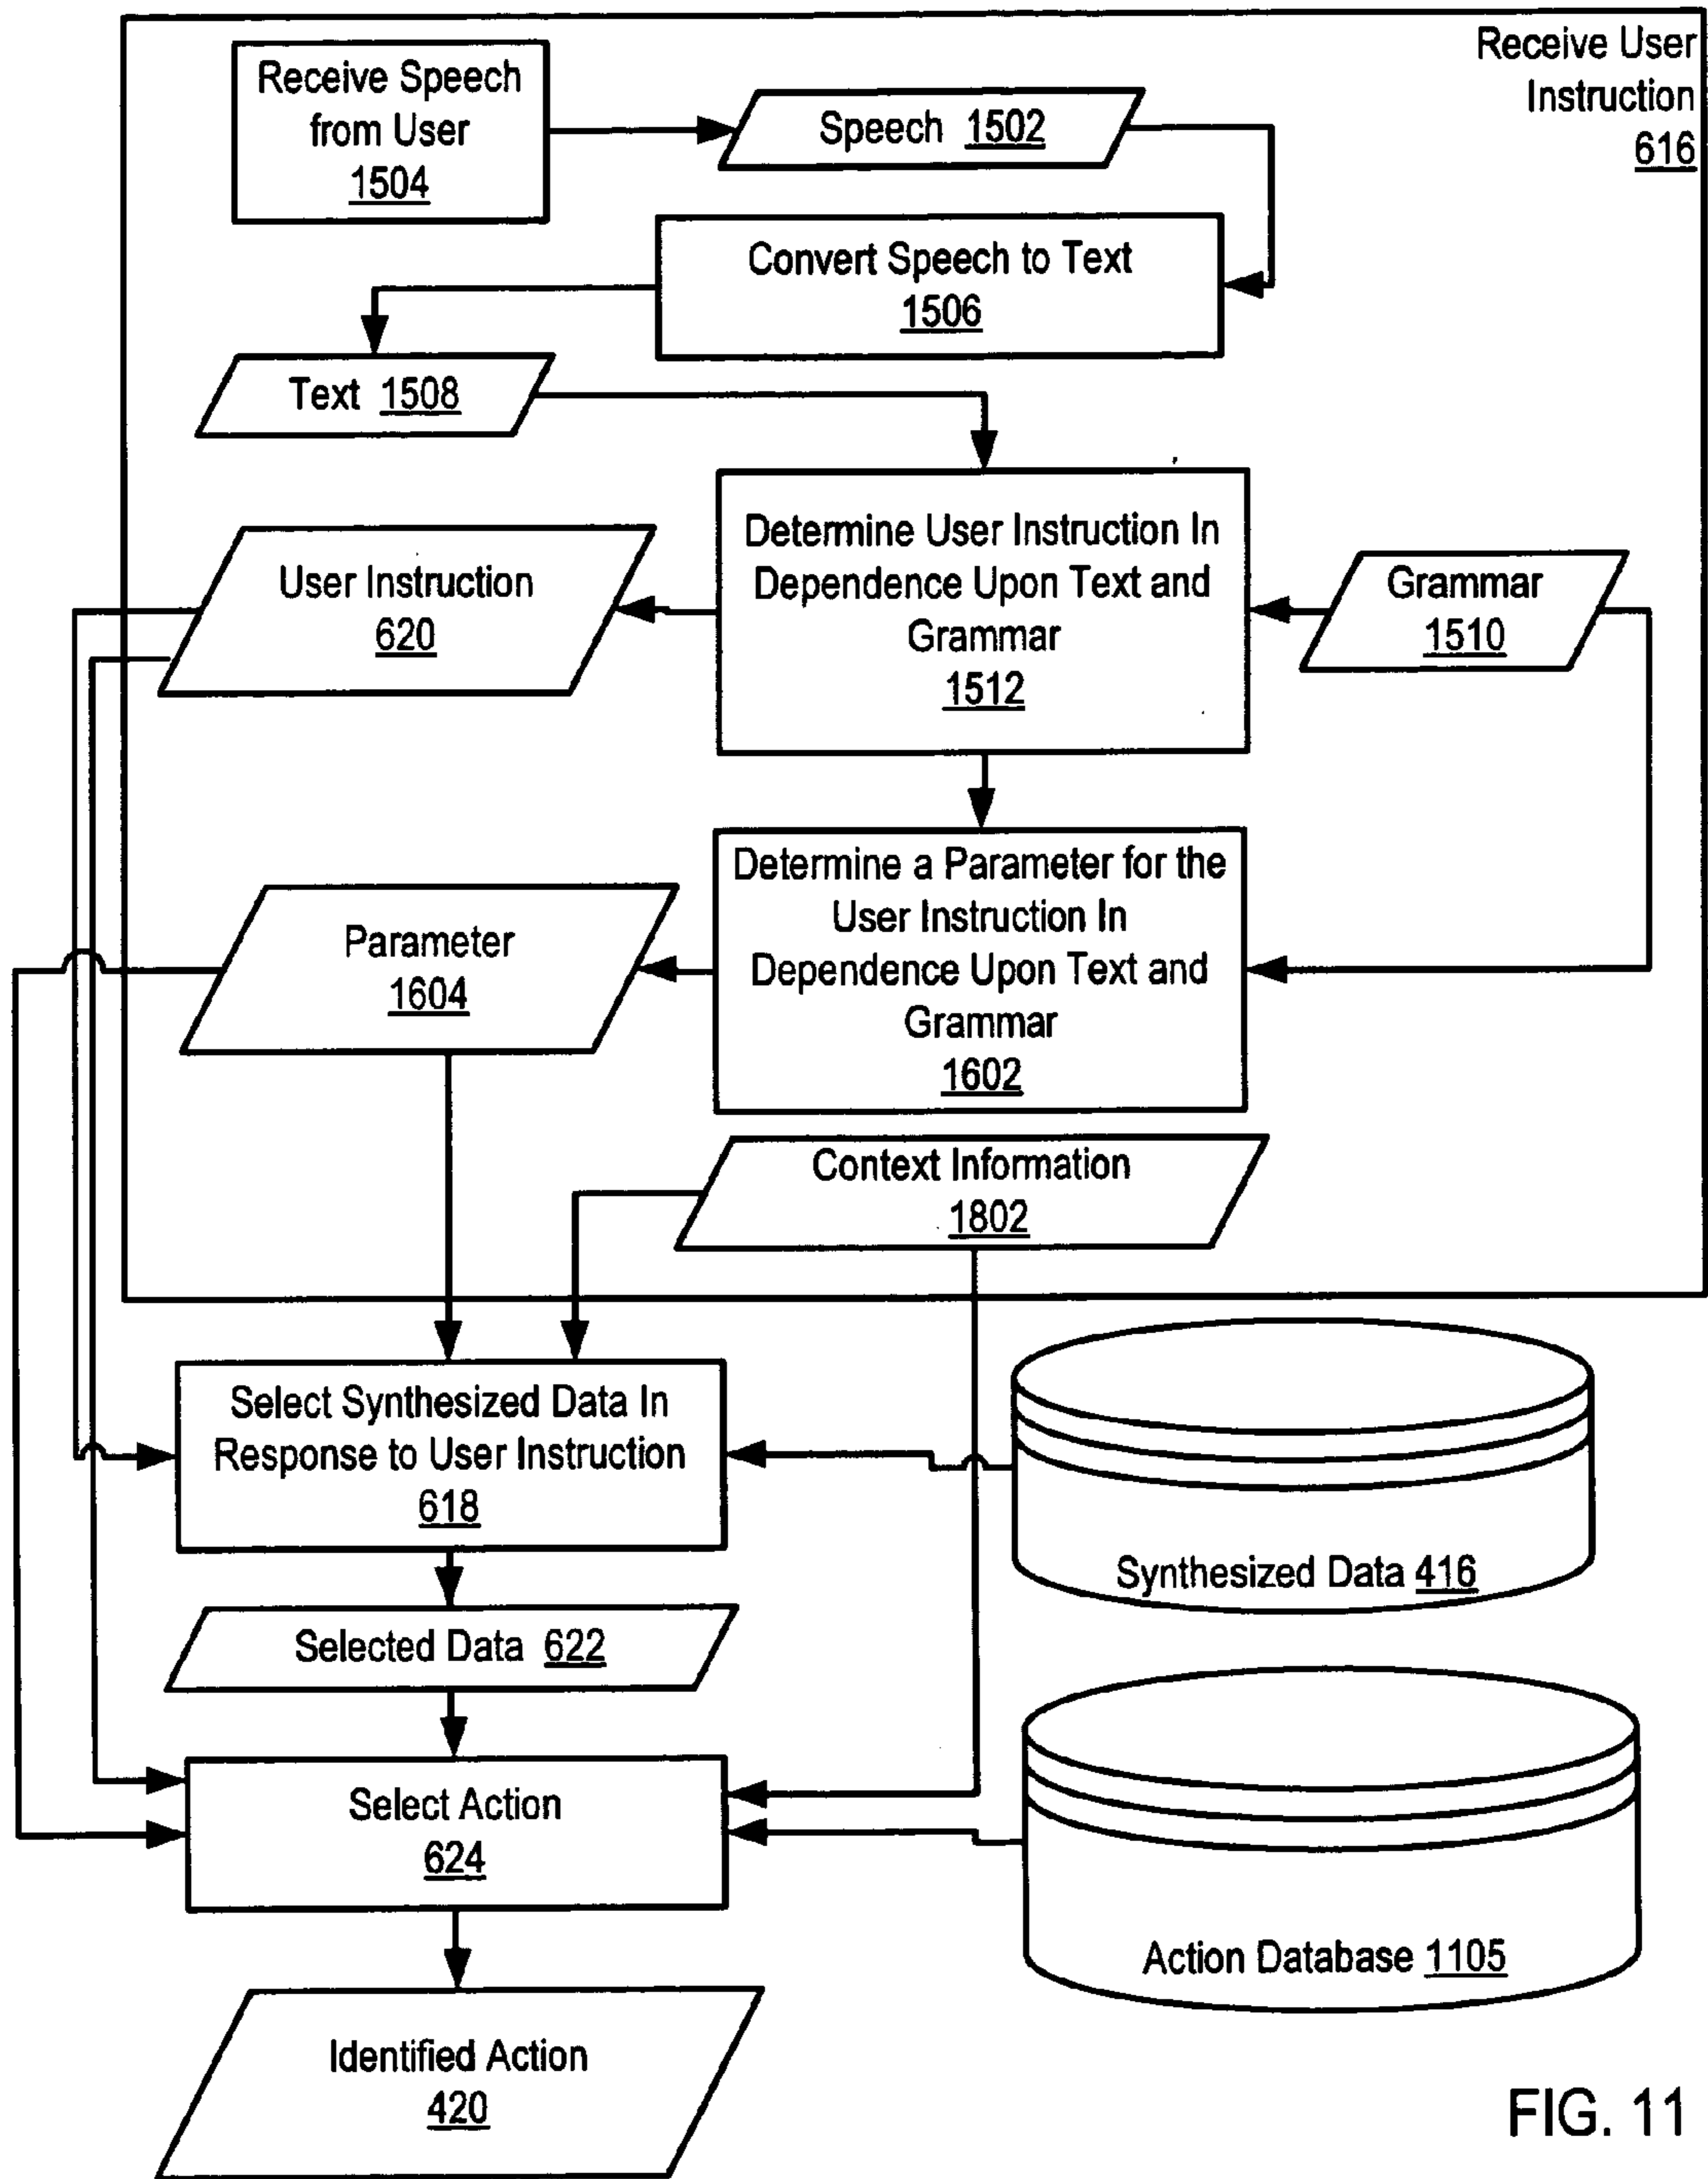 Receive User
Instruction
616
Receive Speech
from User
1504
Speech 1502
Convert Speech to Text
1506
Text 1508
Determine User Instruction In
Dependence Upon Text and
Grammar
1512
User Instruction
620
Grammar
1510
Determine a Parameter for the
User Instruction In
Dependence Upon Text and
Grammar
1602
Parameter
1604
Context Information
1802
Select Synthesized Data In
Response to User Instruction
618
Synthesized Data 416
Selected Data 622
Select Action
624
Action Database 1105
Identified Action
420
FIG. 11